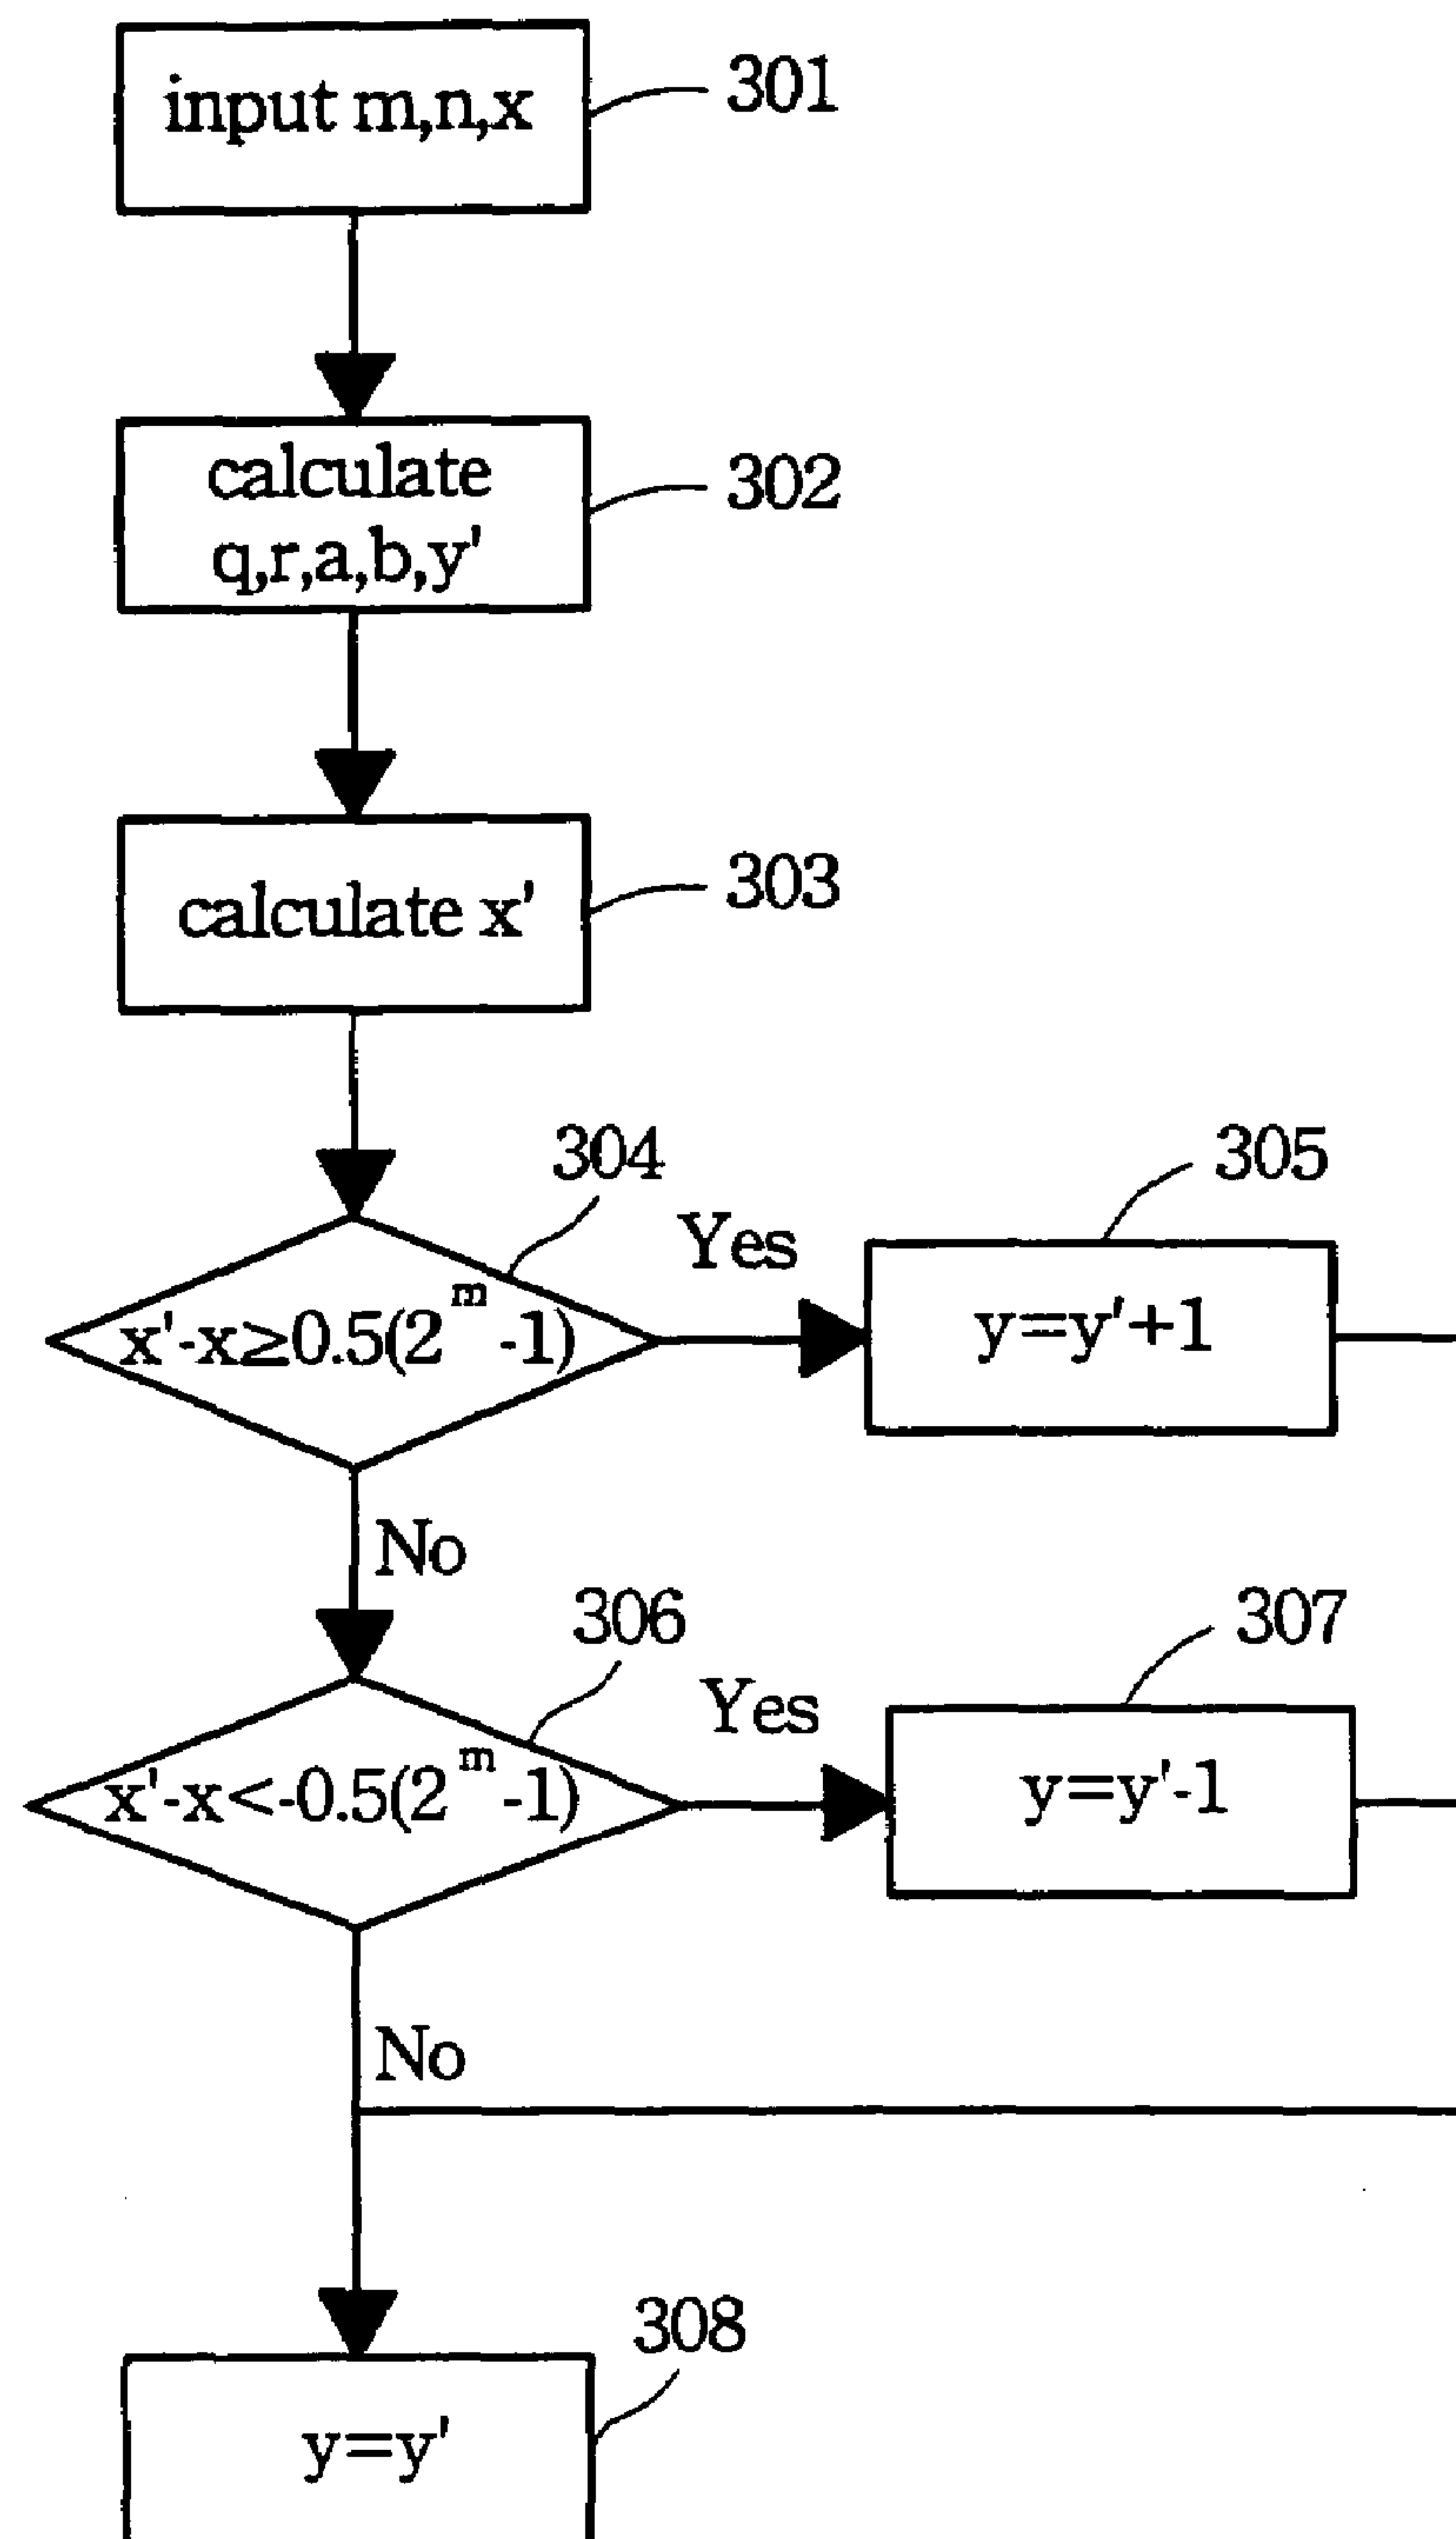 input m,n,x
301
calculate
q,r,a,b,y'
302
calculate x'
303
304
x'-x≥0.5(2^m -1)
Yes
305
y=y'+1
No
306
x'-x<-0.5(2^m -1)
Yes
307
y=y'-1
No
308
y=y'